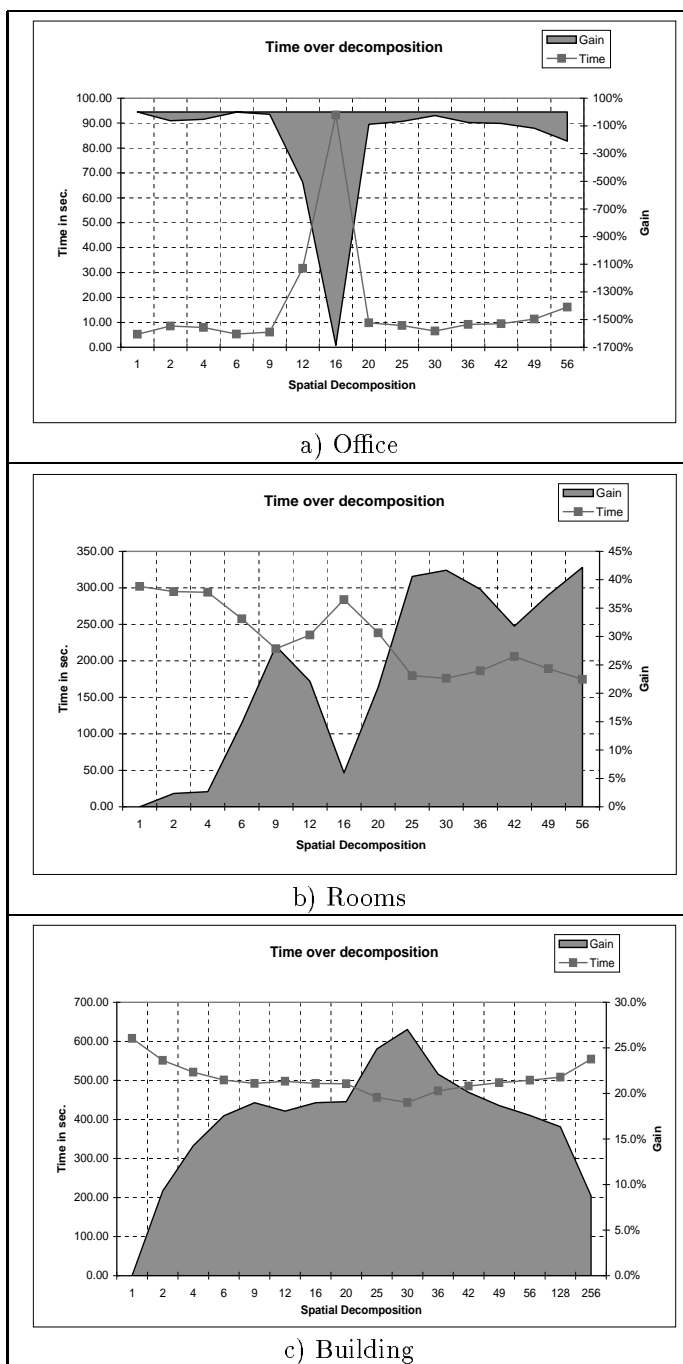 Time over decomposition
Gain
Time
100.00
90.00
80.00
70.00
60.00
50.00
40.00
30.00
20.00
10.00
0.00
Time in sec.
100%
-100%
-300%
-500%
-700%
-900%
-1100%
-1300%
-1500%
-1700%
Gain
1 2 4 6 9 12 16 20 25 30 36 42 49 56
Spatial Decomposition
a) Office
Time over decomposition
Gain
Time
350.00
300.00
250.00
200.00
150.00
100.00
50.00
0.00
Time in sec.
45%
40%
35%
30%
25%
20%
15%
10%
5%
0%
Gain
1 2 4 6 9 12 16 20 25 30 36 42 49 56
Spatial Decomposition
b) Rooms
Time over decomposition
Gain
Time
700.00
600.00
500.00
400.00
300.00
200.00
100.00
0.00
Time in sec.
30.0%
25.0%
20.0%
15.0%
10.0%
5.0%
0.0%
Gain
1 2 4 6 9 12 16 20 25 30 36 42 49 56 128 256
Spatial Decomposition
c) Building